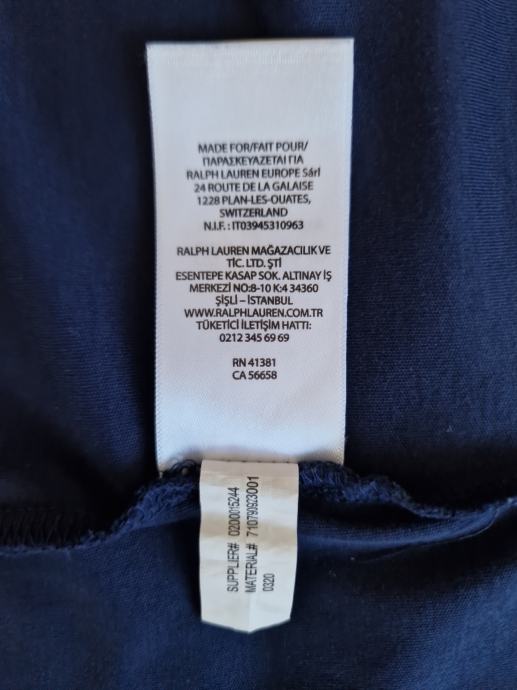 MADE FOR/FAIT POUR/
ΠΑΡΑΣΚΕΥΑΖΕΤΑΙ ΓΙΑ
RALPH LAUREN EUROPE Sárl
24 ROUTE DE LA GALAISE
1228 PLAN-LES-OUATES,
SWITZERLAND
N.I.F. : IT03945310963
RALPH LAUREN MAĞAZACILIK VE
TİC. LTD. ŞTİ
ESENTEPE KASAP SOK. ALTINAY İŞ
MERKEZİ NO:8-10 K:4 34360
ŞİŞLİ – İSTANBUL
WWW.RALPHLAUREN.COM.TR
TÜKETİCİ İLETİŞİM HATTI:
0212 345 69 69
RN 41381
CA 56658
SUPPLIER# 0200015244
MATERIAL# 710790923001
0320